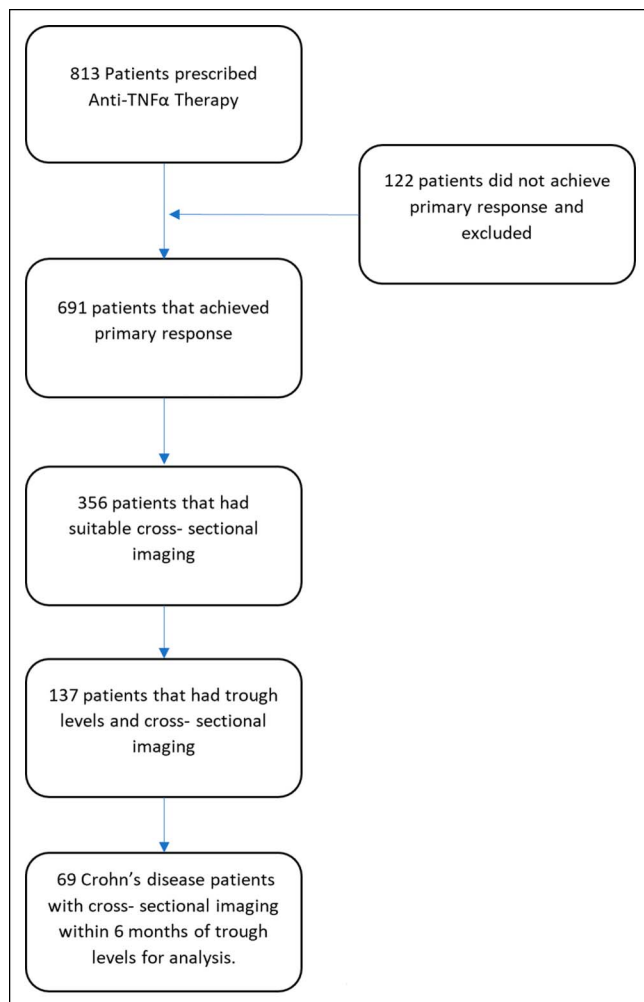 813 Patients prescribed
Anti-TNFα Therapy
122 patients did not achieve
primary response and
excluded
691 patients that achieved
primary response
356 patients that had
suitable cross- sectional
imaging
137 patients that had trough
levels and cross- sectional
imaging
69 Crohn’s disease patients
with cross- sectional imaging
within 6 months of trough
levels for analysis.